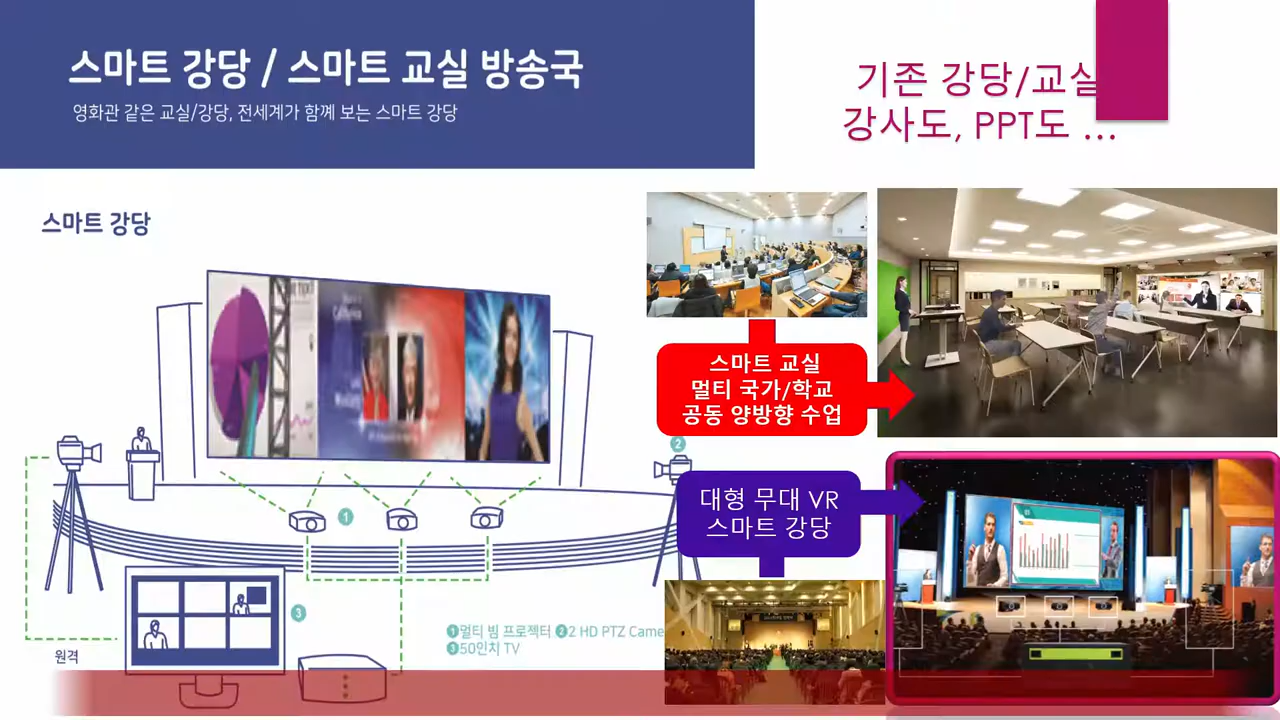 스마트 강당 / 스마트 교실 방송국
영화관 같은 교실/강당, 전세계가 함께 보는 스마트 강당
기존 강당/교실
강사도, PPT도 ...
스마트 강당
스마트 교실
멀티 국가/학교
공동 양방향 수업
대형 무대 VR
스마트 강당
2
1
3
❶멀티 빔 프로젝터 ❷2 HD PTZ Came
❸50인치 TV
원격